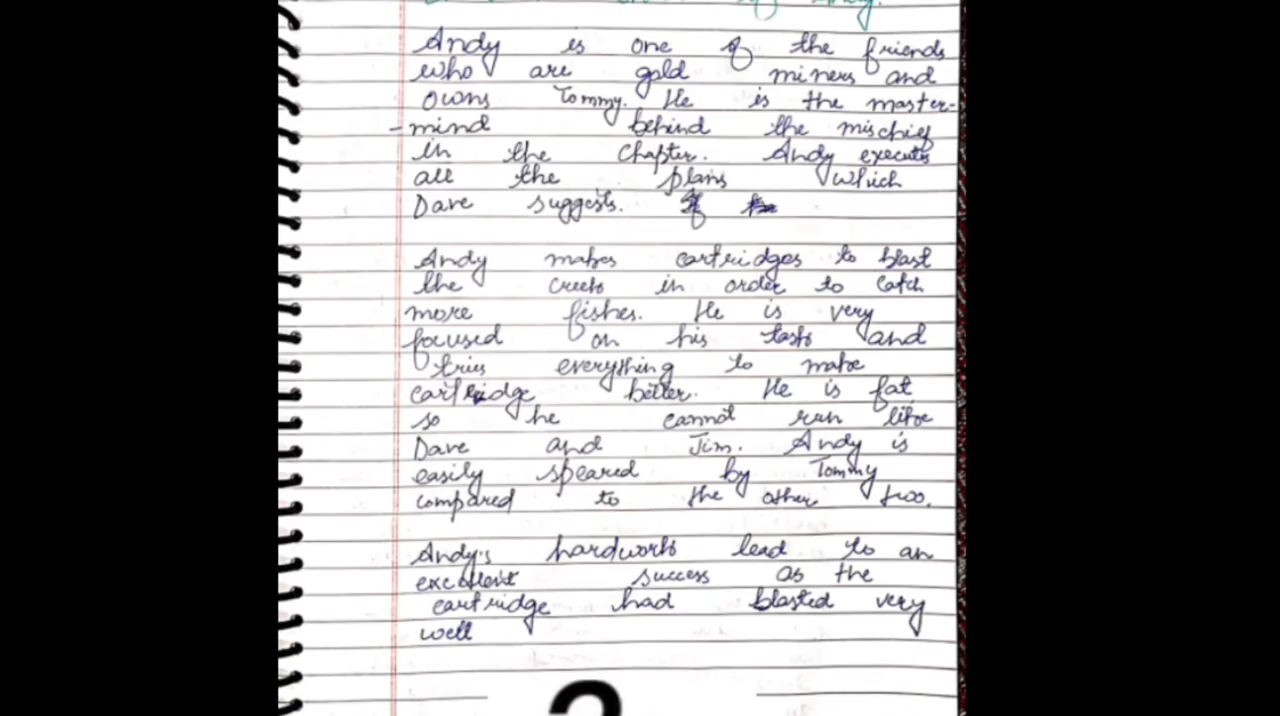 Andy.
Andy is one of the friends
who are gold miners and
owns Tommy. He is the master-
-mind behind the mischief
in the chapter. Andy executs
all the plans which
Dave suggests.
Andy makes cartridges to blast
the creek in order to catch
more fishes. He is very
focused on his task and
tries everything to make
cartridge better. He is fat
so he cannot run like
Dave and Jim. Andy is
easily speared by Tommy
compared to the other two.
Andy's hardwork lead to an
excellent success as the
cartridge had blasted very
well
?